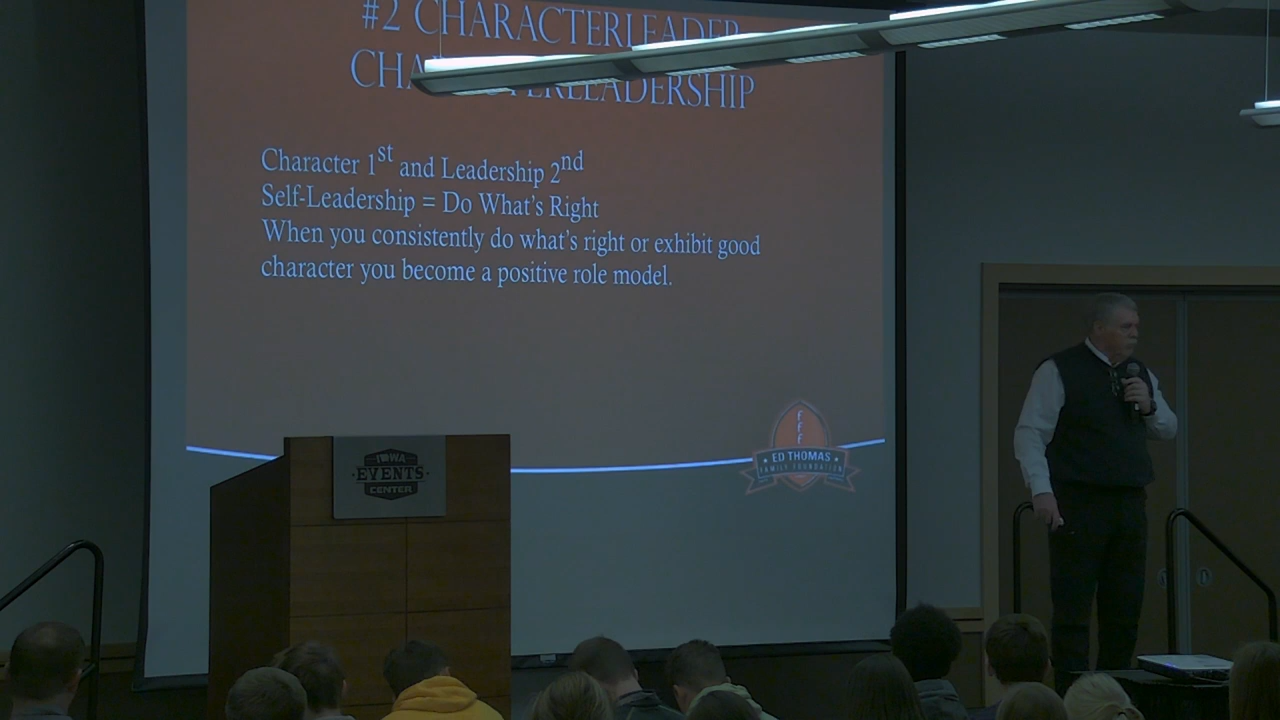 #2 CHARACTERLEADER
CHARACTERLEADERSHIP
Character 1st and Leadership 2nd
Self-Leadership = Do What's Right
When you consistently do what's right or exhibit good
character you become a positive role model.
F
F
F
ED THOMAS
FAMILY FOUNDATION
IOWA
EVENTS
CENTER